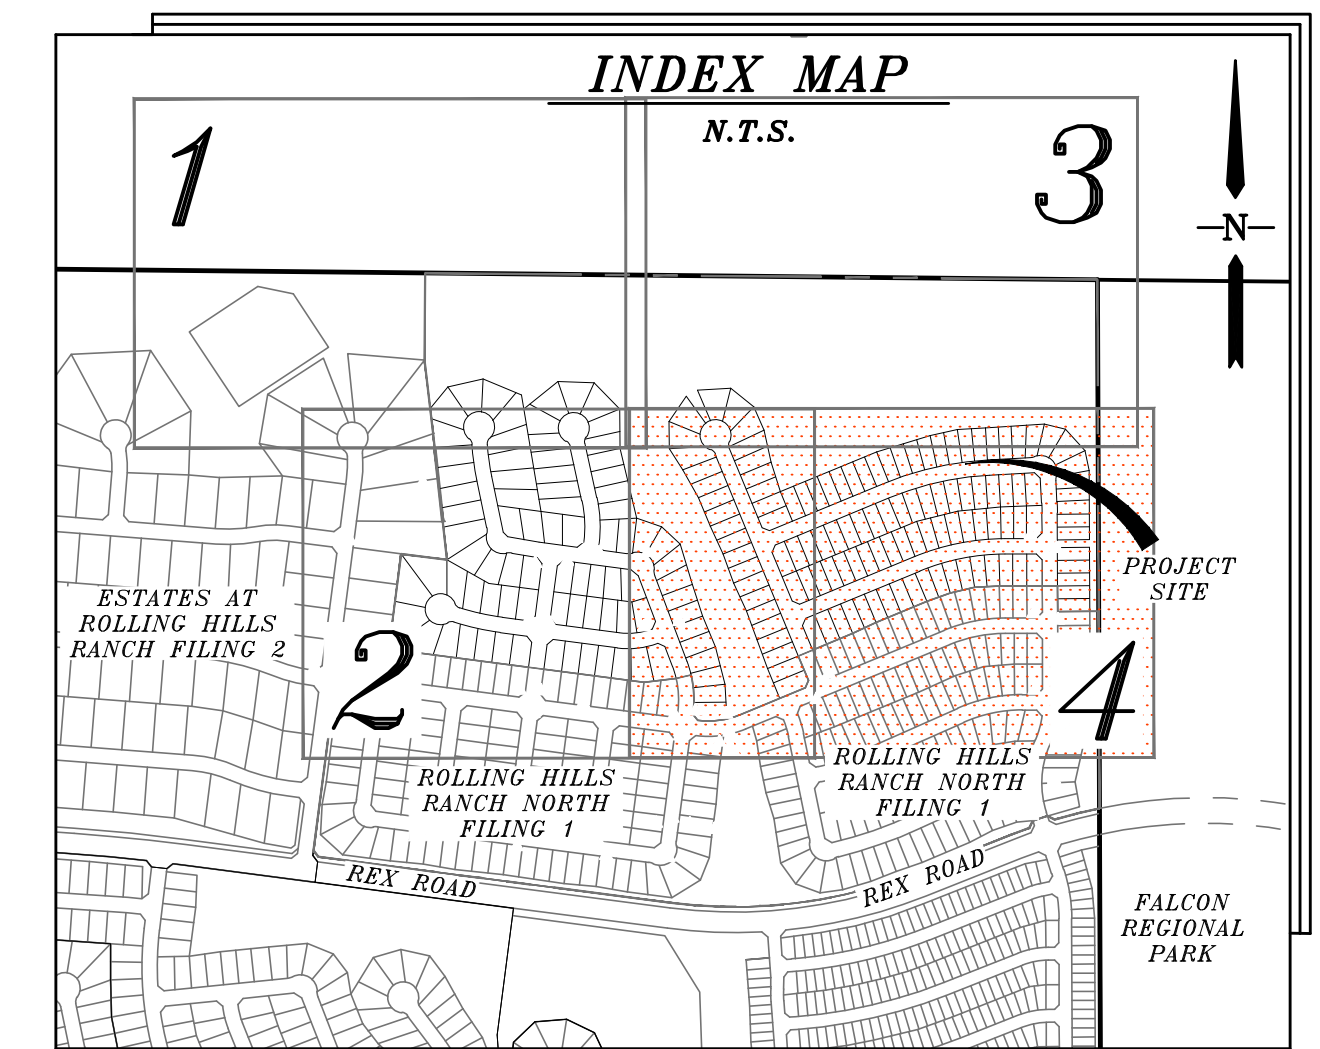 INDEX MAP
N.T.S.
1
3
N
PROJECT
SITE
ESTATES AT
ROLLING HILLS
RANCH FILING 2
2
4
ROLLING HILLS
RANCH NORTH
FILING 1
ROLLING HILLS
RANCH NORTH
FILING 1
REX ROAD
REX ROAD
FALCON
REGIONAL
PARK